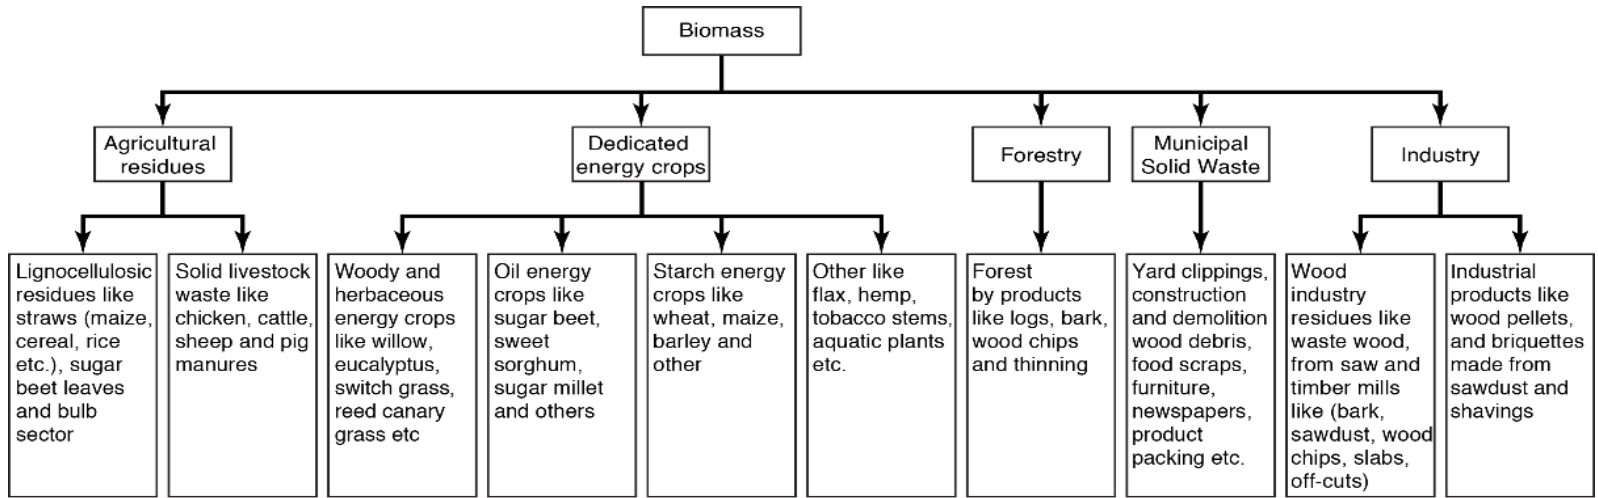 Biomass
Agricultural
residues
Dedicated
energy crops
Forestry
Municipal
Solid Waste
Industry
Lignocellulosic
residues like
straws (maize,
cereal, rice
etc.), sugar
beet leaves
and bulb
sector
Solid livestock
waste like
chicken, cattle,
sheep and pig
manures
Woody and
herbaceous
energy crops
like willow,
eucalyptus,
switch grass,
reed canary
grass etc
Oil energy
crops like
sugar beet,
sweet
sorghum,
sugar millet
and others
Starch energy
crops like
wheat, maize,
barley and
other
Other like
flax, hemp,
tobacco stems,
aquatic plants
etc.
Forest
by products
like logs, bark,
wood chips
and thinning
Yard clippings,
construction
and demolition
wood debris,
food scraps,
furniture,
newspapers,
product
packing etc.
Wood
industry
residues like
waste wood,
from saw and
timber mills
like (bark,
sawdust, wood
chips, slabs,
off-cuts)
Industrial
products like
wood pellets,
and briquettes
made from
sawdust and
shavings